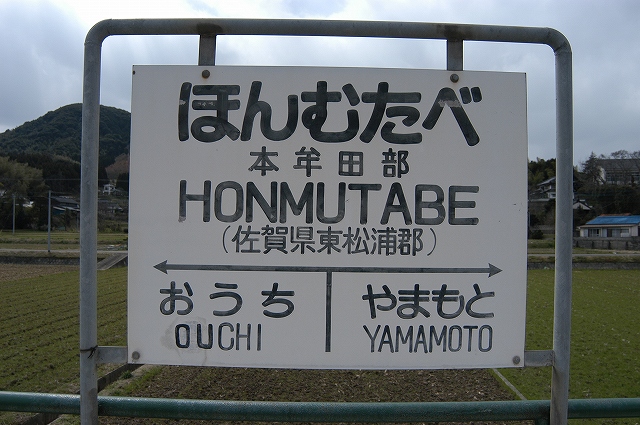 ほんむたべ
本牟田部
HONMUTABE
(佐賀県東松浦郡)
おうち やまもと
OUCHI YAMAMOTO